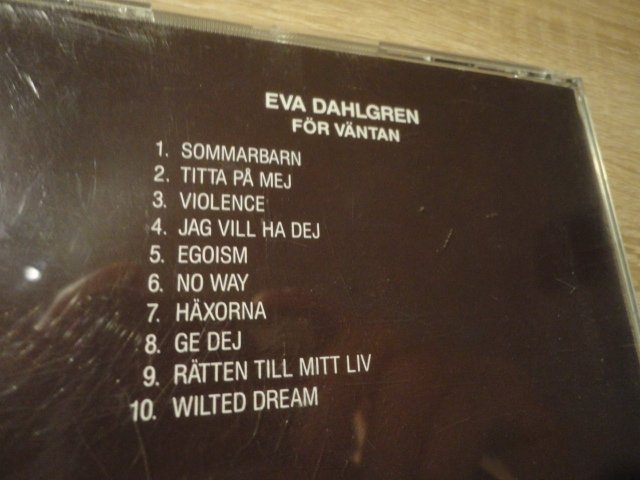 EVA DAHLGREN
FÖR VÄNTAN
1. SOMMARBARN
2. TITTA PÅ MEJ
3. VIOLENCE
4. JAG VILL HA DEJ
5. EGOISM
6. NO WAY
7. HÄXORNA
8. GE DEJ
9. RÄTTEN TILL MITT LIV
10. WILTED DREAM